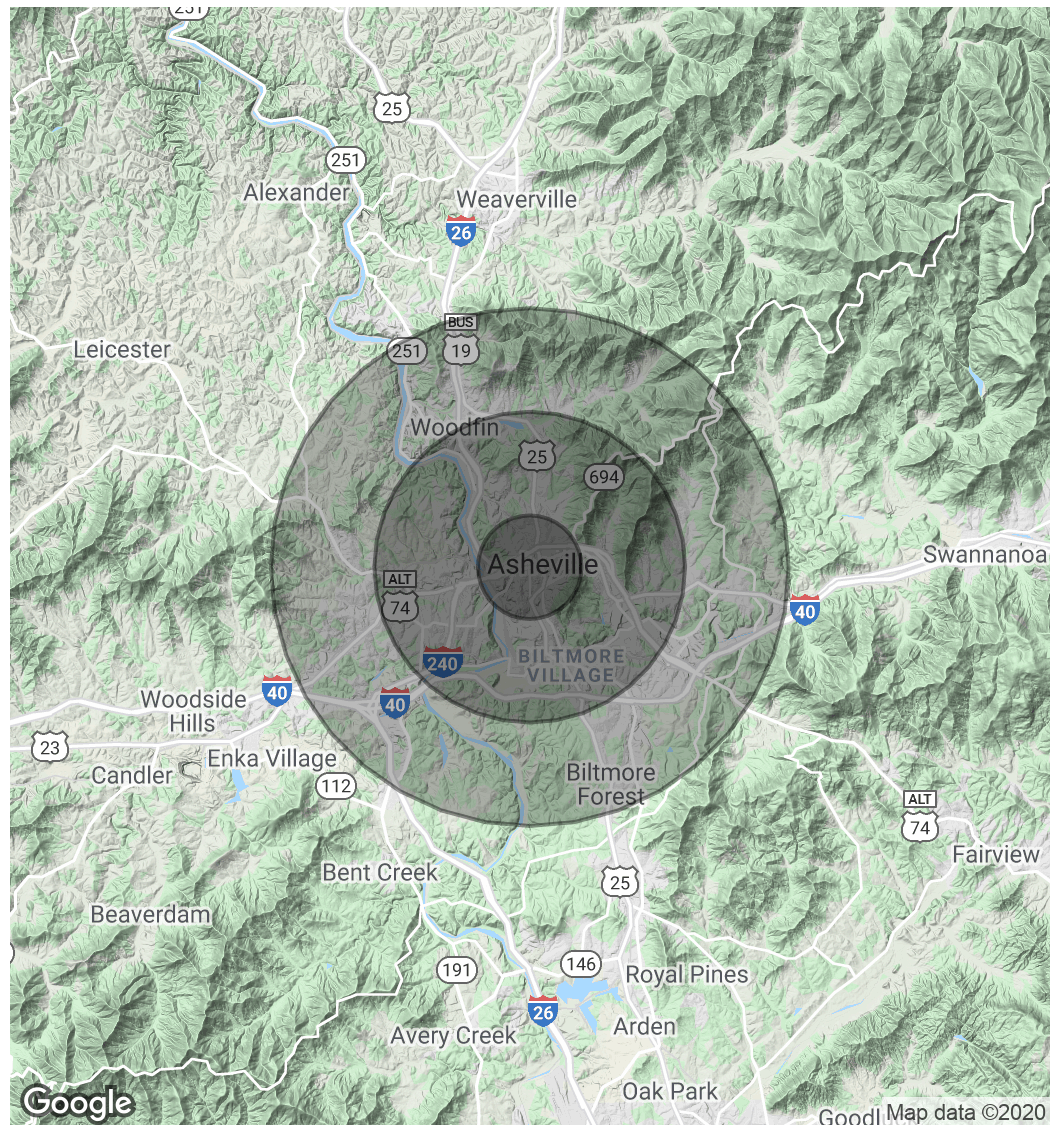 251
25
251
Alexander
Weaverville
26
BUS
19
251
Leicester
Woodfin
25
694
Swannanoa
Asheville
ALT
74
40
BILTMORE
VILLAGE
240
40
40
Woodside
Hills
23
Enka Village
Candler
112
Biltmore
Forest
ALT
74
Fairview
Bent Creek
25
Beaverdam
191
146
Royal Pines
26
Arden
Avery Creek
Oak Park
Google
Map data ©2020